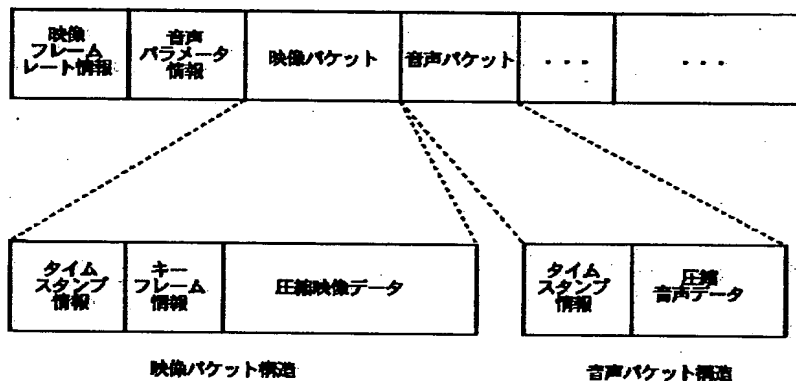 映像
フレーム
レート情報
音声
パラメータ
情報
映像パケット
音声パケット
・・・
・・・
タイム
スタンプ
情報
キー
フレーム
情報
圧縮映像データ
タイム
スタンプ
情報
圧縮
音声データ
映像パケット構造
音声パケット構造